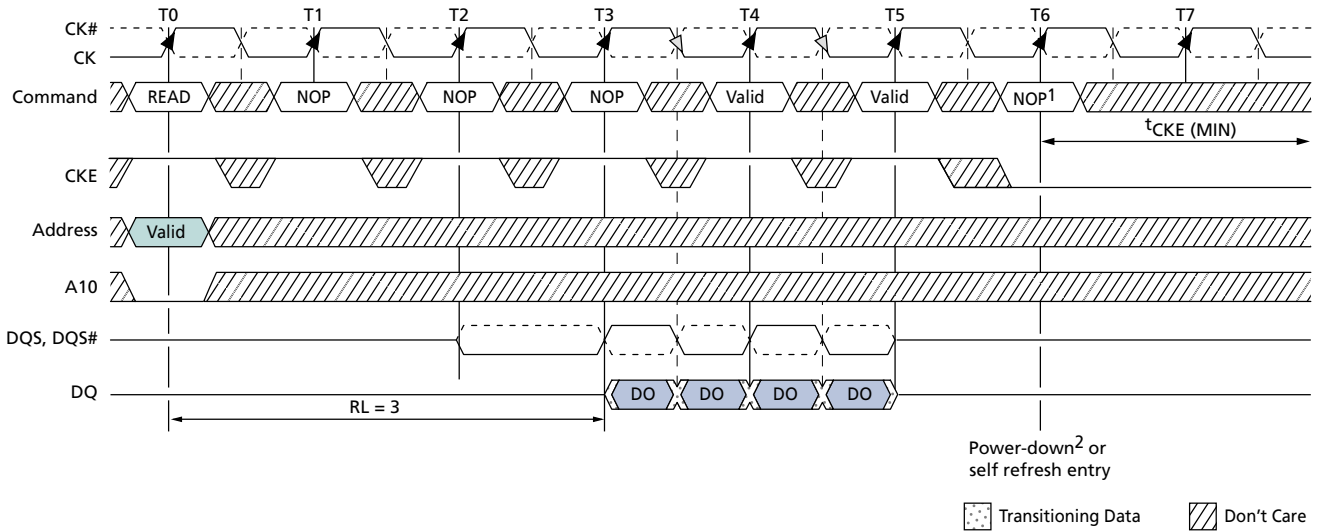 T0 T1 T2 T3 T4 T5 T6 T7
CK#
CK
Command READ NOP NOP NOP Valid Valid NOP1
tCKE (MIN)
CKE
Address Valid
A10
DQS, DQS#
DQ DO DO DO DO
RL = 3
Power-down2 or
self refresh entry
Transitioning Data Don't Care